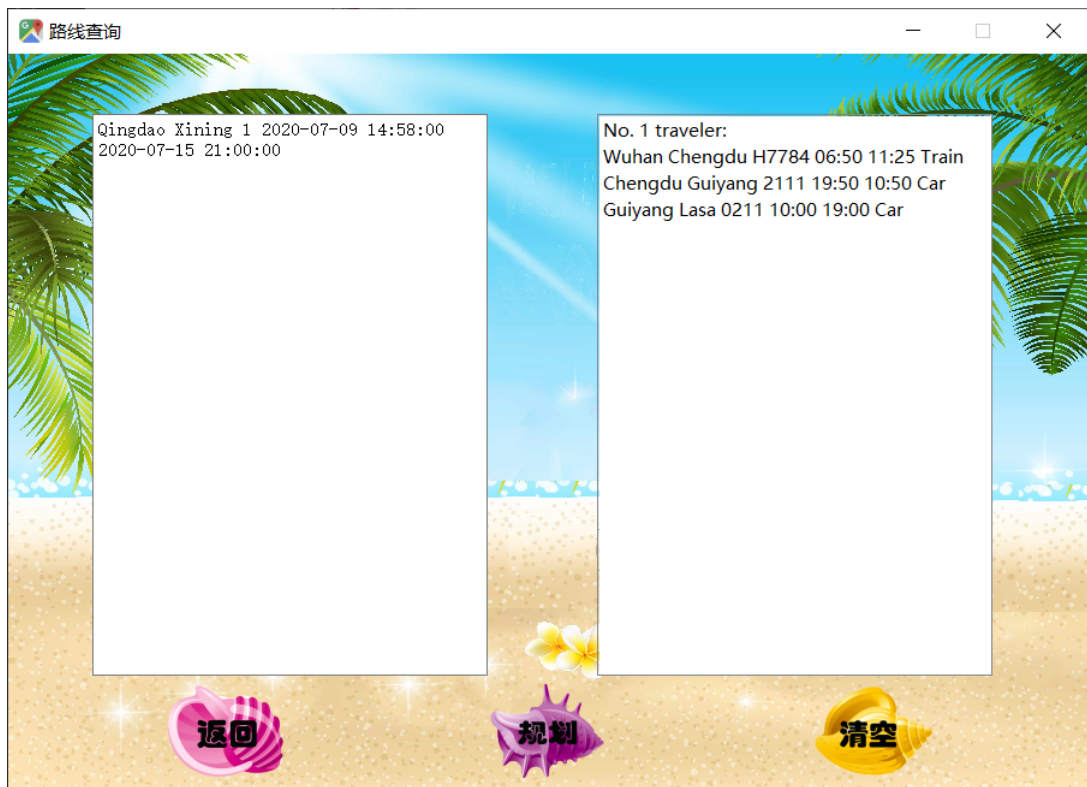 路线查询
Qingdao Xining 1 2020-07-09 14:58:00
2020-07-15 21:00:00
No. 1 traveler:
Wuhan Chengdu H7784 06:50 11:25 Train
Chengdu Guiyang 2111 19:50 10:50 Car
Guiyang Lasa 0211 10:00 19:00 Car
返回
规划
清空